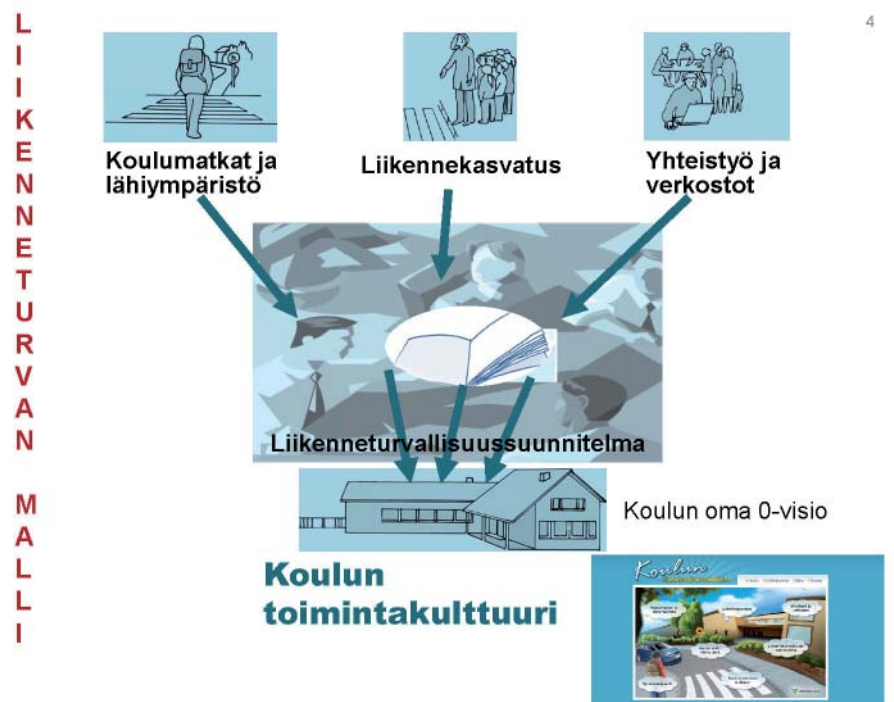 4
LIIKENNETURVAN MALLI
Koulumatkat ja
lähiympäristö
Liikennekasvatus
Yhteistyö ja
verkostot
Liikenneturvallisuussuunnitelma
Koulun oma 0-visio
Koulun
toimintakulttuuri
Koulun